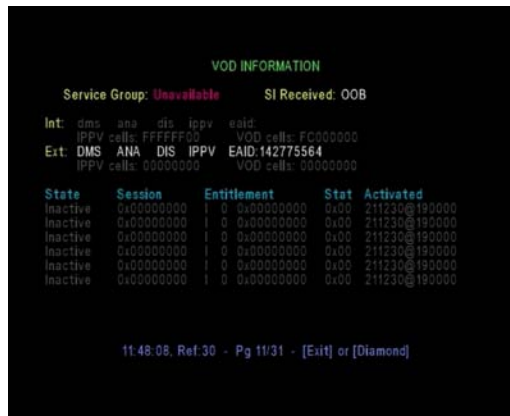 VOD INFORMATION
Service Group: Unavailable SI Received: OOB
Int: dms ana dis ippv eaid:
IPPV cells: FFFFFF00 VOD cells: FC000000
Ext: DMS ANA DIS IPPV EAID:142775564
IPPV cells: 00000000 VOD cells: 00000000
State Session Entitlement Stat Activated
Inactive 0x00000000 I 0 0x00000000 0x00 211230@190000
Inactive 0x00000000 I 0 0x00000000 0x00 211230@190000
Inactive 0x00000000 I 0 0x00000000 0x00 211230@190000
Inactive 0x00000000 I 0 0x00000000 0x00 211230@190000
Inactive 0x00000000 I 0 0x00000000 0x00 211230@190000
Inactive 0x00000000 I 0 0x00000000 0x00 211230@190000
11:48:08, Ref:30 - Pg 11/31 - [Exit] or [Diamond]